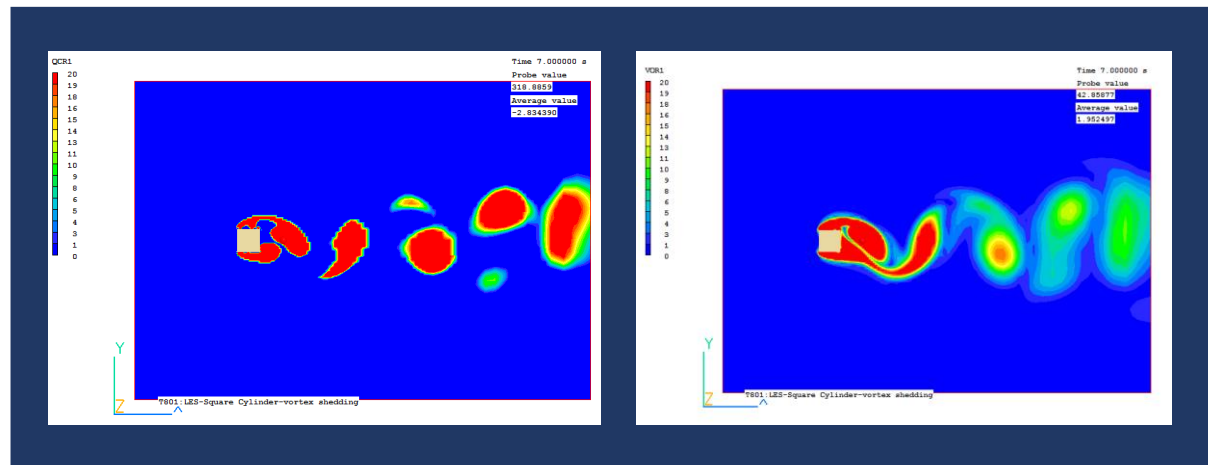 QCR1
Time 7.000000 s
Probe value
318.8859
Average value
-2.834390
20
19
18
16
15
14
13
11
10
9
8
6
5
4
3
1
0
Y
Z
T801:LES-Square Cylinder-vortex shedding
VOR1
Time 7.000000 s
Probe value
42.85877
Average value
1.952497
20
19
18
16
15
14
13
11
10
9
8
6
5
4
3
1
0
Y
Z
T801:LES-Square Cylinder-vortex shedding